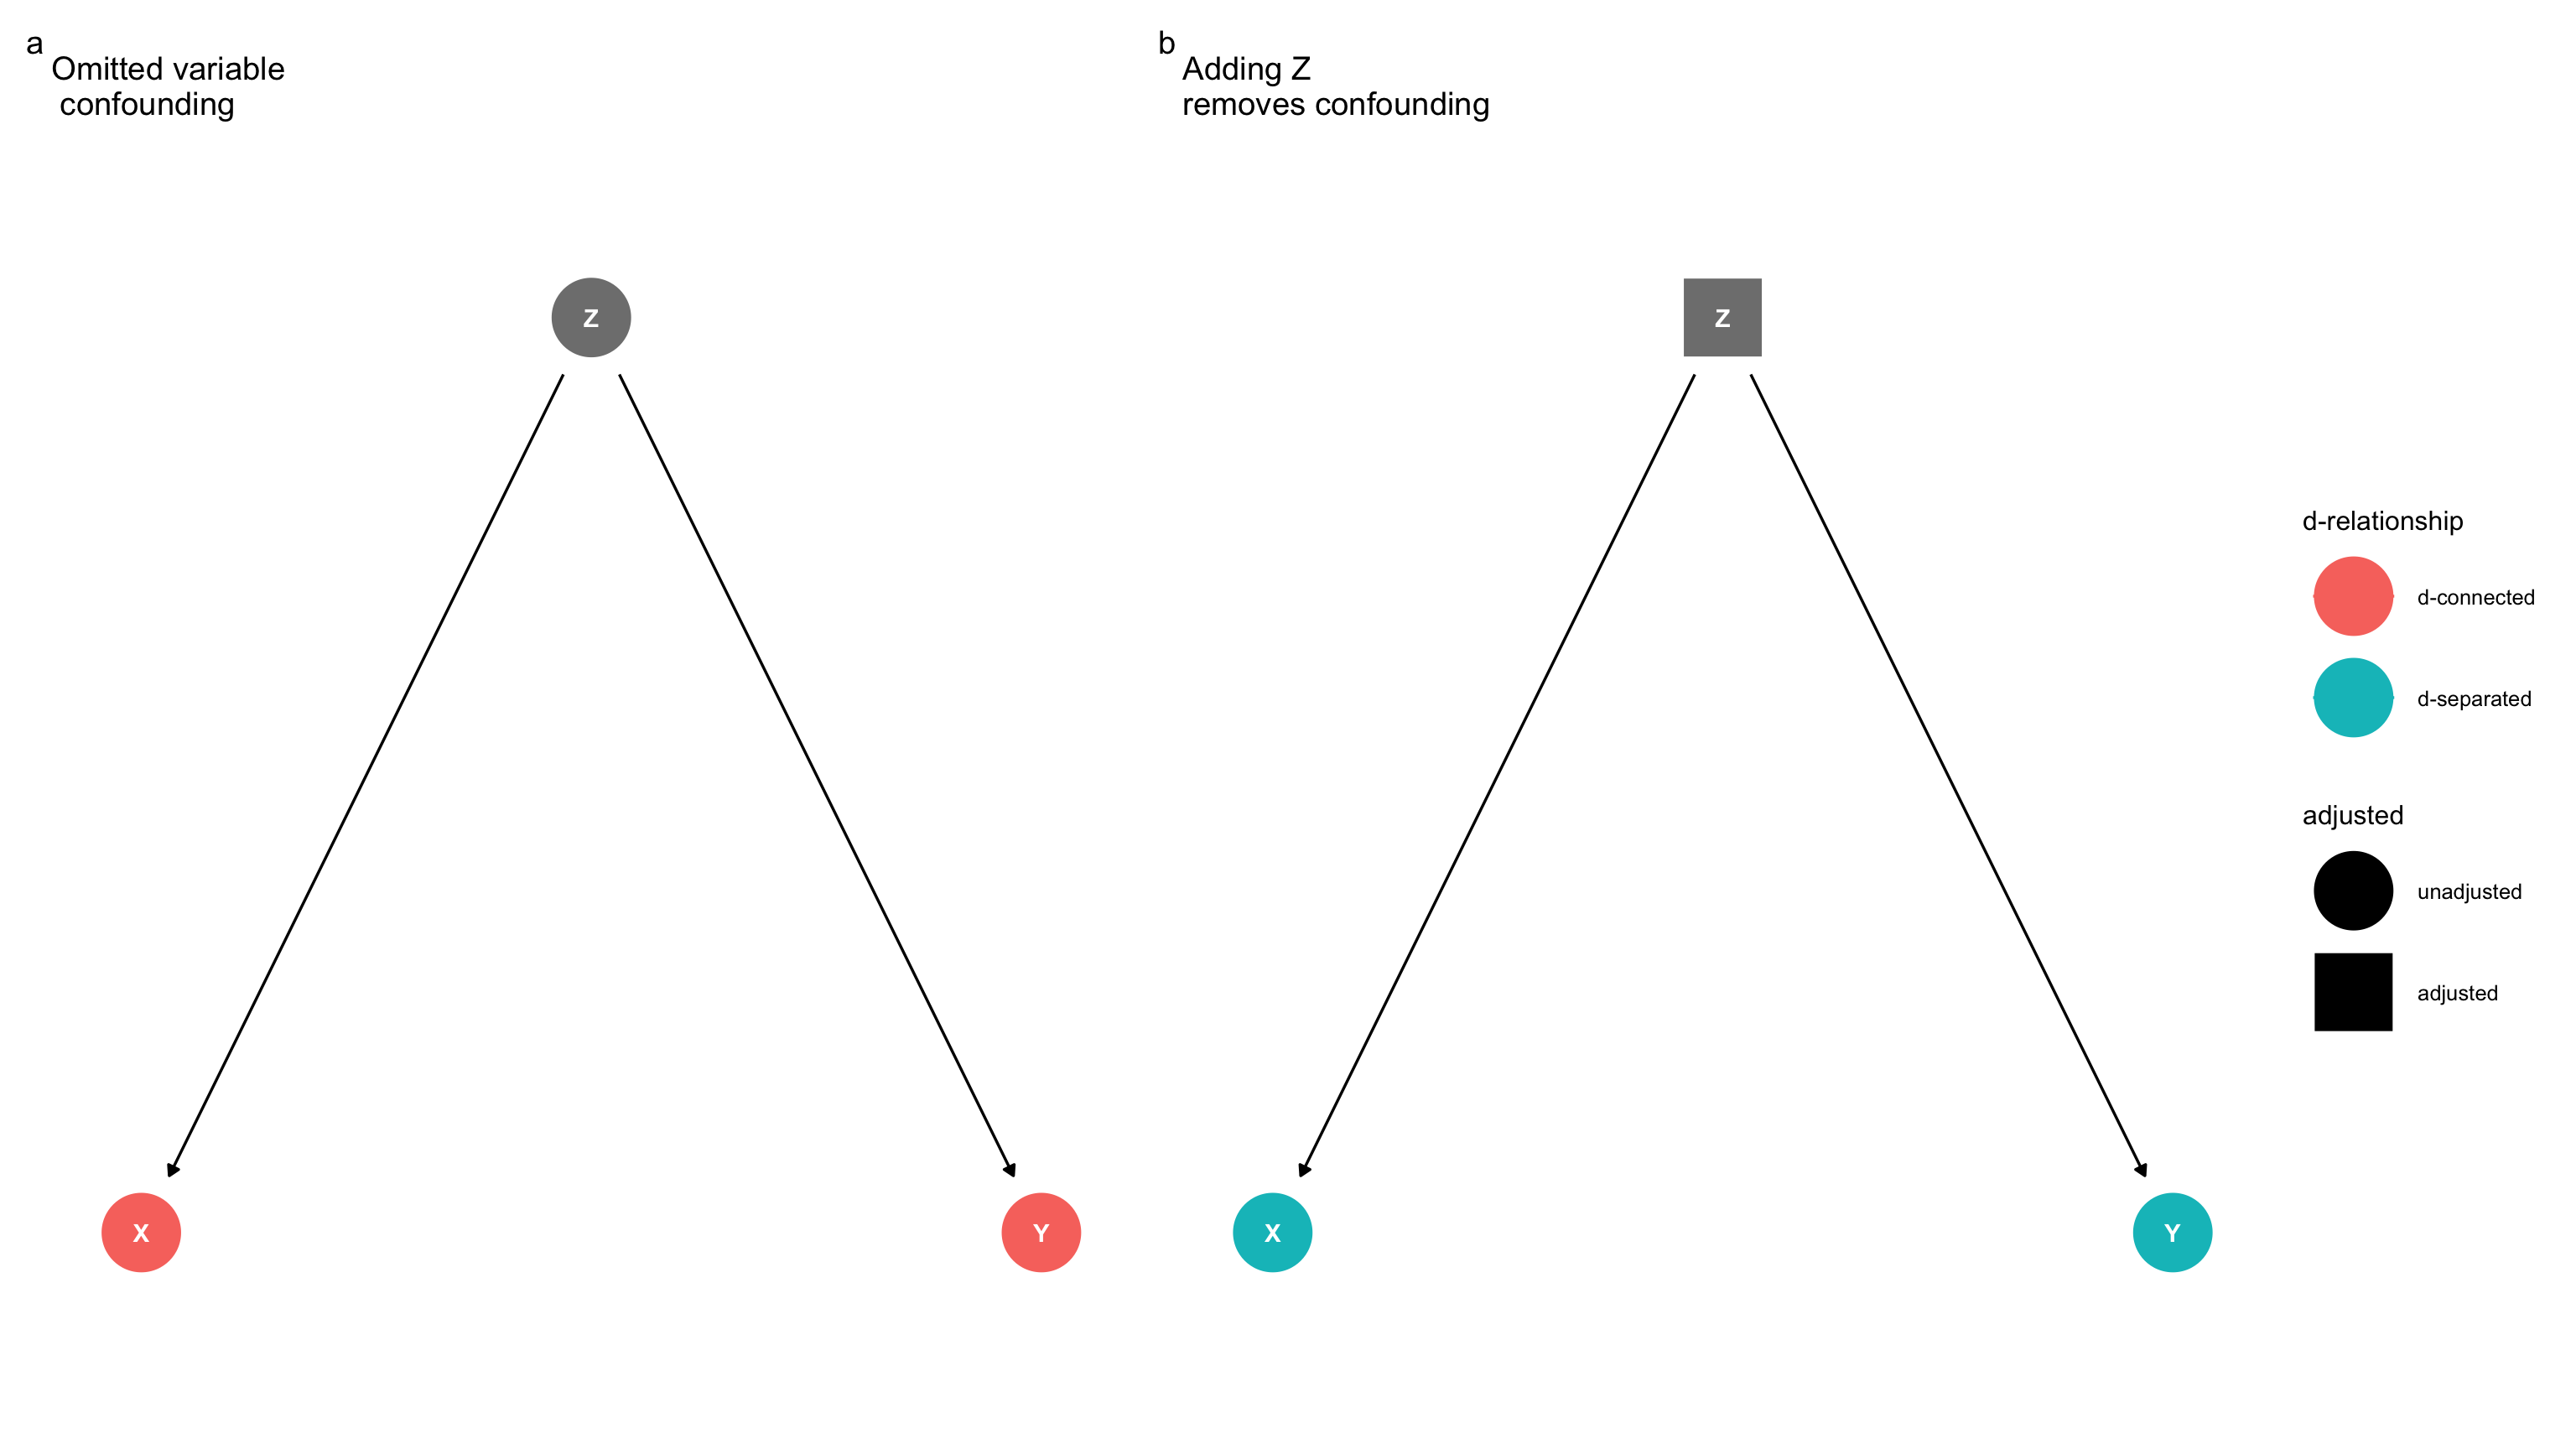 a
Omitted variable
confounding
Z
X
Y
b
Adding Z
removes confounding
Z
X
Y
d-relationship
d-connected
d-separated
adjusted
unadjusted
adjusted